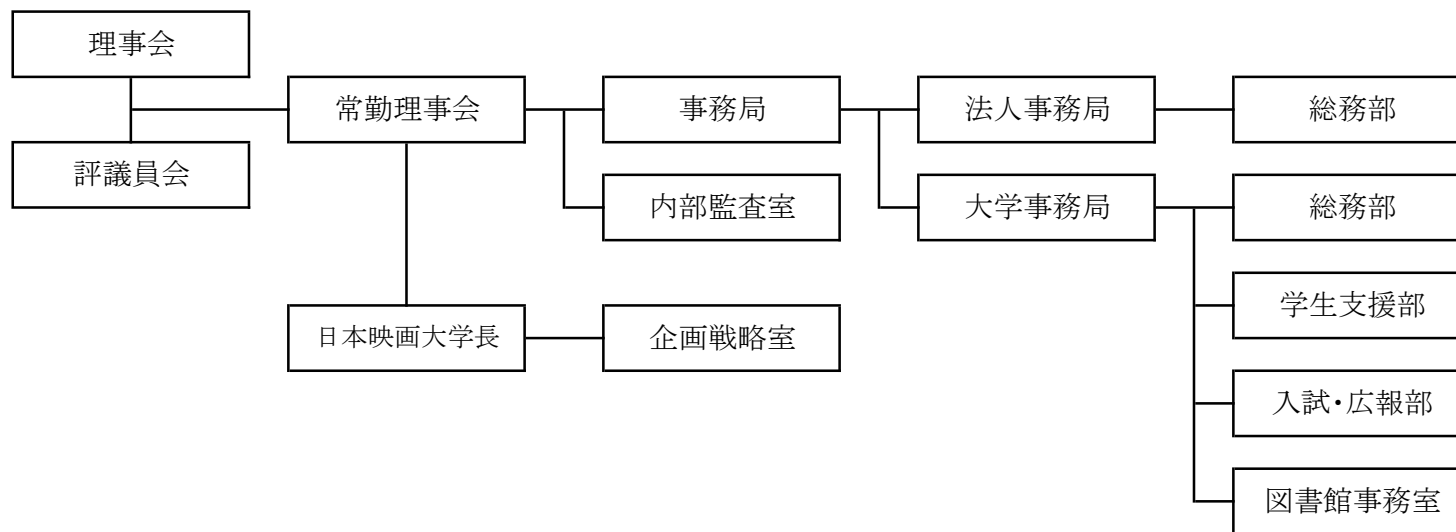 理事会
常勤理事会
事務局
法人事務局
総務部
評議員会
内部監査室
大学事務局
総務部
学生支援部
日本映画大学長
企画戦略室
入試・広報部
図書館事務室